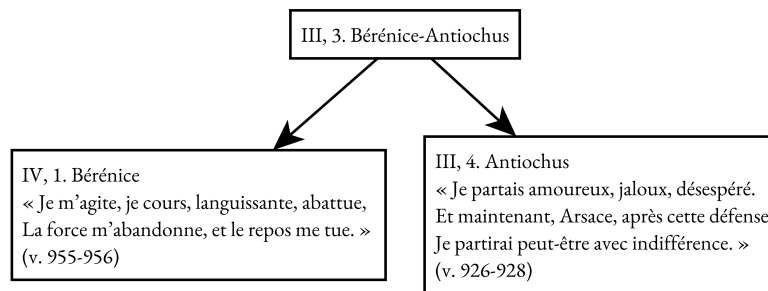 III, 3. Bérénice-Antiochus
IV, 1. Bérénice
« Je m’agite, je cours, languissante, abattue,
La force m’abandonne, et le repos me tue. »
(v. 955-956)
III, 4. Antiochus
« Je partais amoureux, jaloux, désespéré.
Et maintenant, Arsace, après cette défense
Je partirai peut-être avec indifférence. »
(v. 926-928)